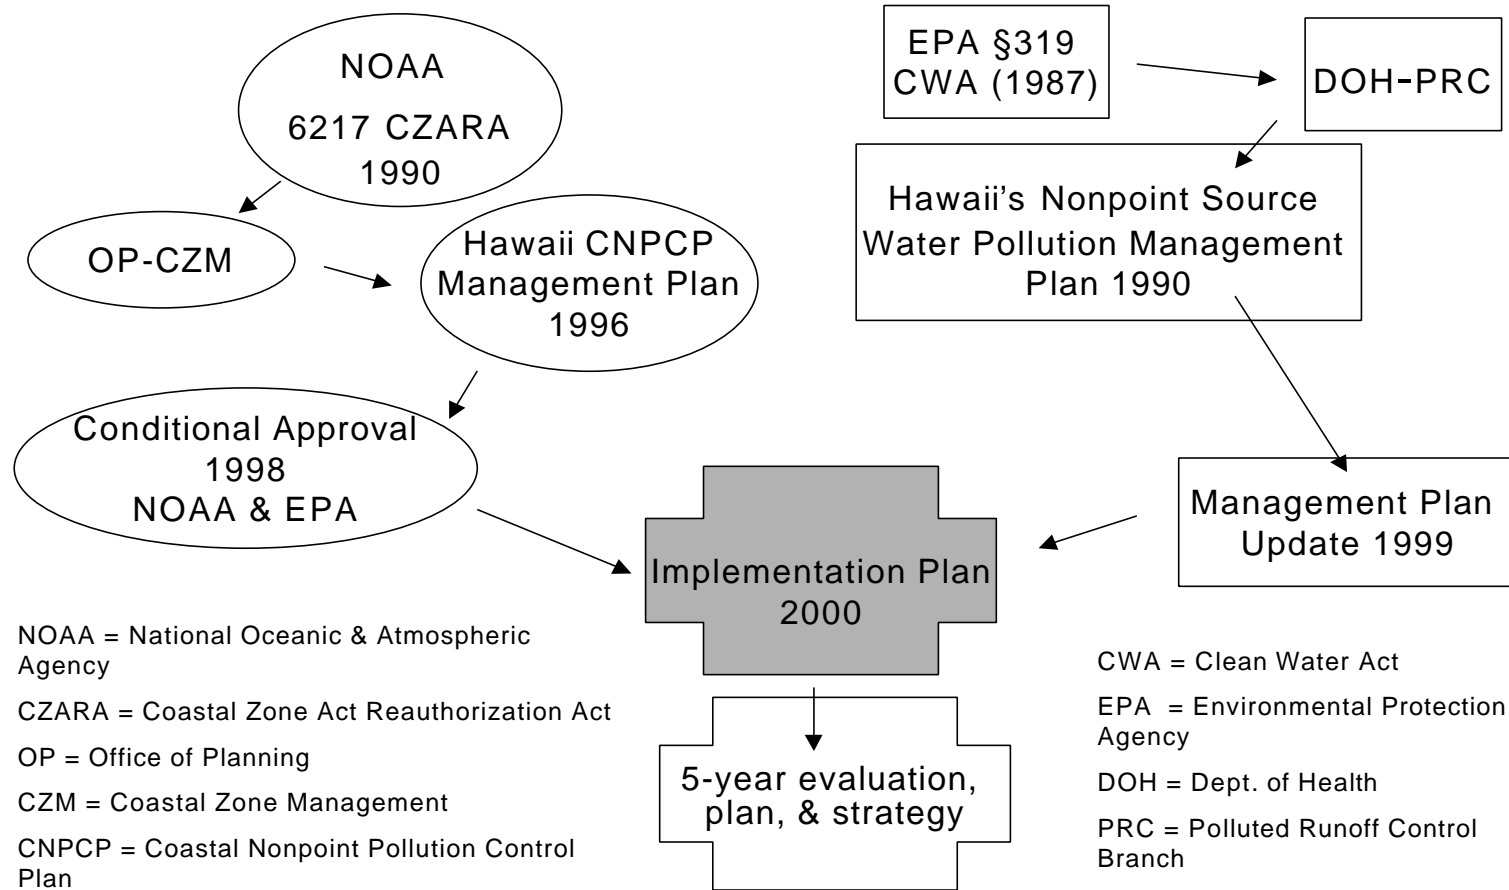 NOAA
6217 CZARA
1990
OP-CZM
Hawaii CNPCP
Management Plan
1996
Conditional Approval
1998
NOAA & EPA
EPA §319
CWA (1987)
DOH-PRC
Hawaii's Nonpoint Source
Water Pollution Management
Plan 1990
Management Plan
Update 1999
Implementation Plan
2000
5-year evaluation,
plan, & strategy
NOAA = National Oceanic & Atmospheric
Agency
CZARA = Coastal Zone Act Reauthorization Act
OP = Office of Planning
CZM = Coastal Zone Management
CNPCP = Coastal Nonpoint Pollution Control
Plan
CWA = Clean Water Act
EPA = Environmental Protection
Agency
DOH = Dept. of Health
PRC = Polluted Runoff Control
Branch